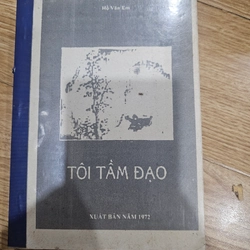 TÔI TẦM ĐẠO
XUẤT BẢN NĂM 1972